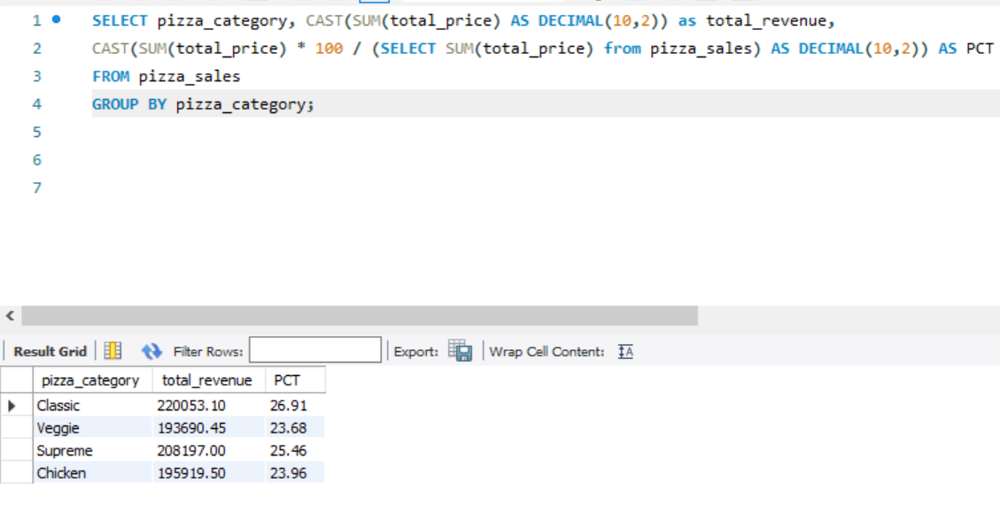 1 SELECT pizza_category, CAST(SUM(total_price) AS DECIMAL(10,2)) as total_revenue,
2 CAST(SUM(total_price) * 100 / (SELECT SUM(total_price) from pizza_sales) AS DECIMAL(10,2)) AS PCT
3 FROM pizza_sales
4 GROUP BY pizza_category;
5
6
7
Result Grid Filter Rows: Export: Wrap Cell Content: IA
pizza_category total_revenue PCT
Classic 220053.10 26.91
Veggie 193690.45 23.68
Supreme 208197.00 25.46
Chicken 195919.50 23.96